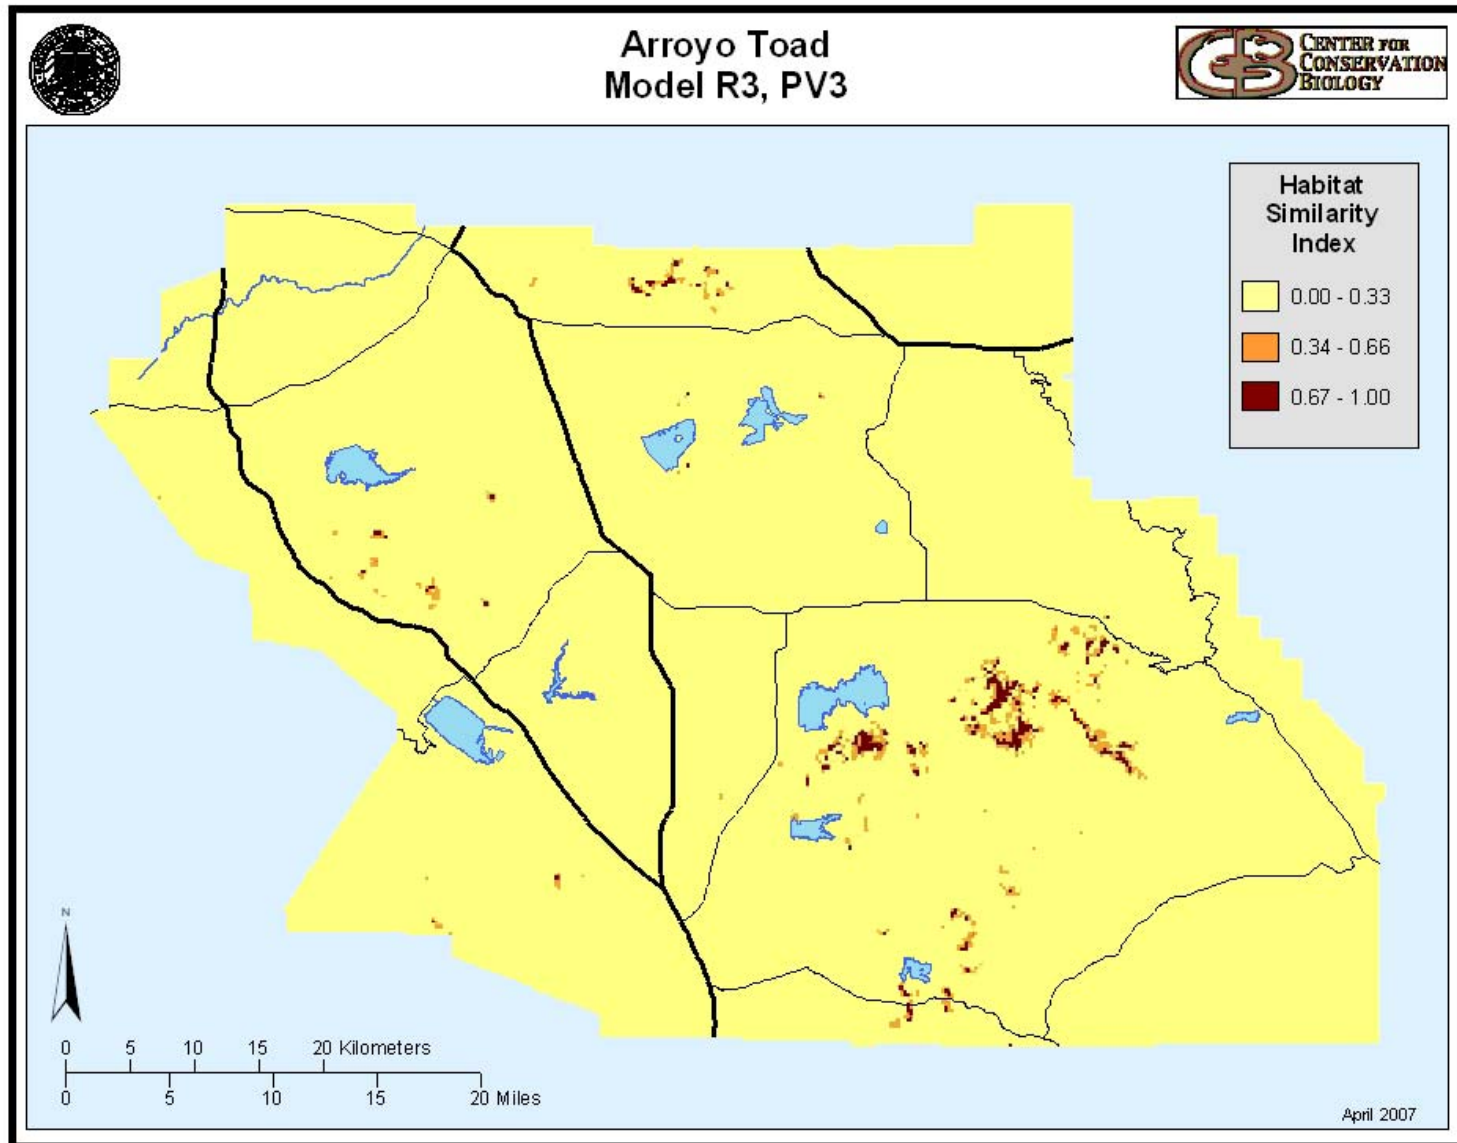 Arroyo Toad
Model R3, PV3
CCB
CENTER FOR
CONSERVATION
BIOLOGY
Habitat
Similarity
Index
0.00 - 0.33
0.34 - 0.66
0.67 - 1.00
N
0 5 10 15 20 Kilometers
0 5 10 15 20 Miles
April 2007